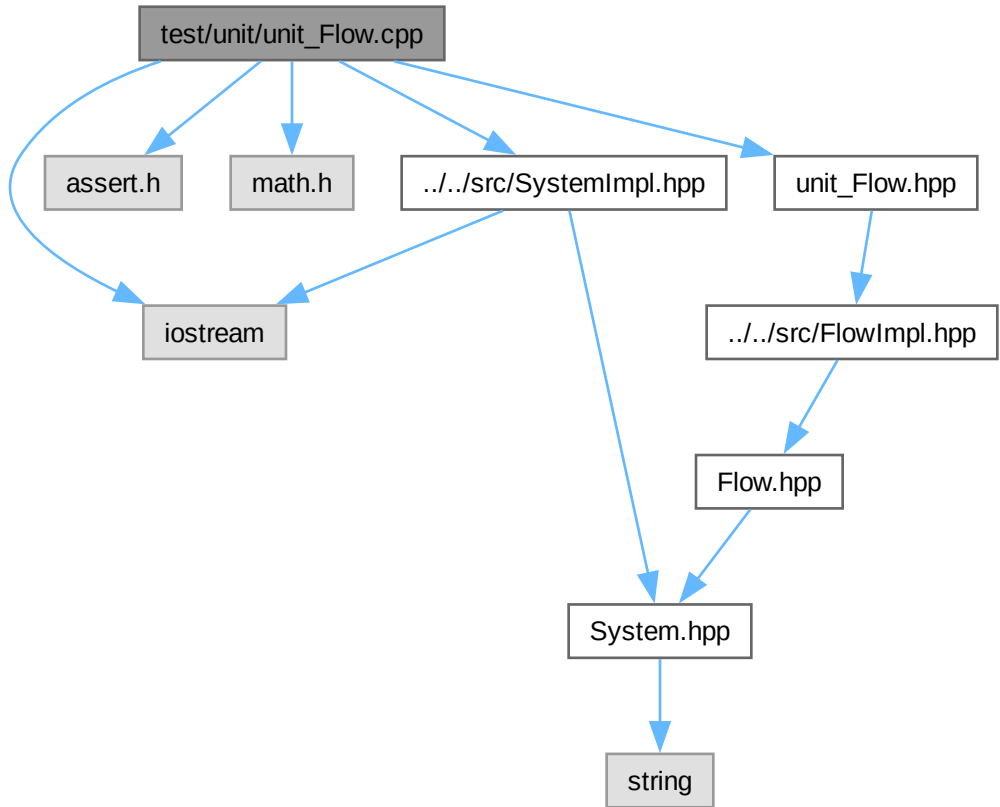 test/unit/unit_Flow.cpp
assert.h
math.h
../../src/SystemImpl.hpp
unit_Flow.hpp
iostream
../../src/FlowImpl.hpp
Flow.hpp
System.hpp
string